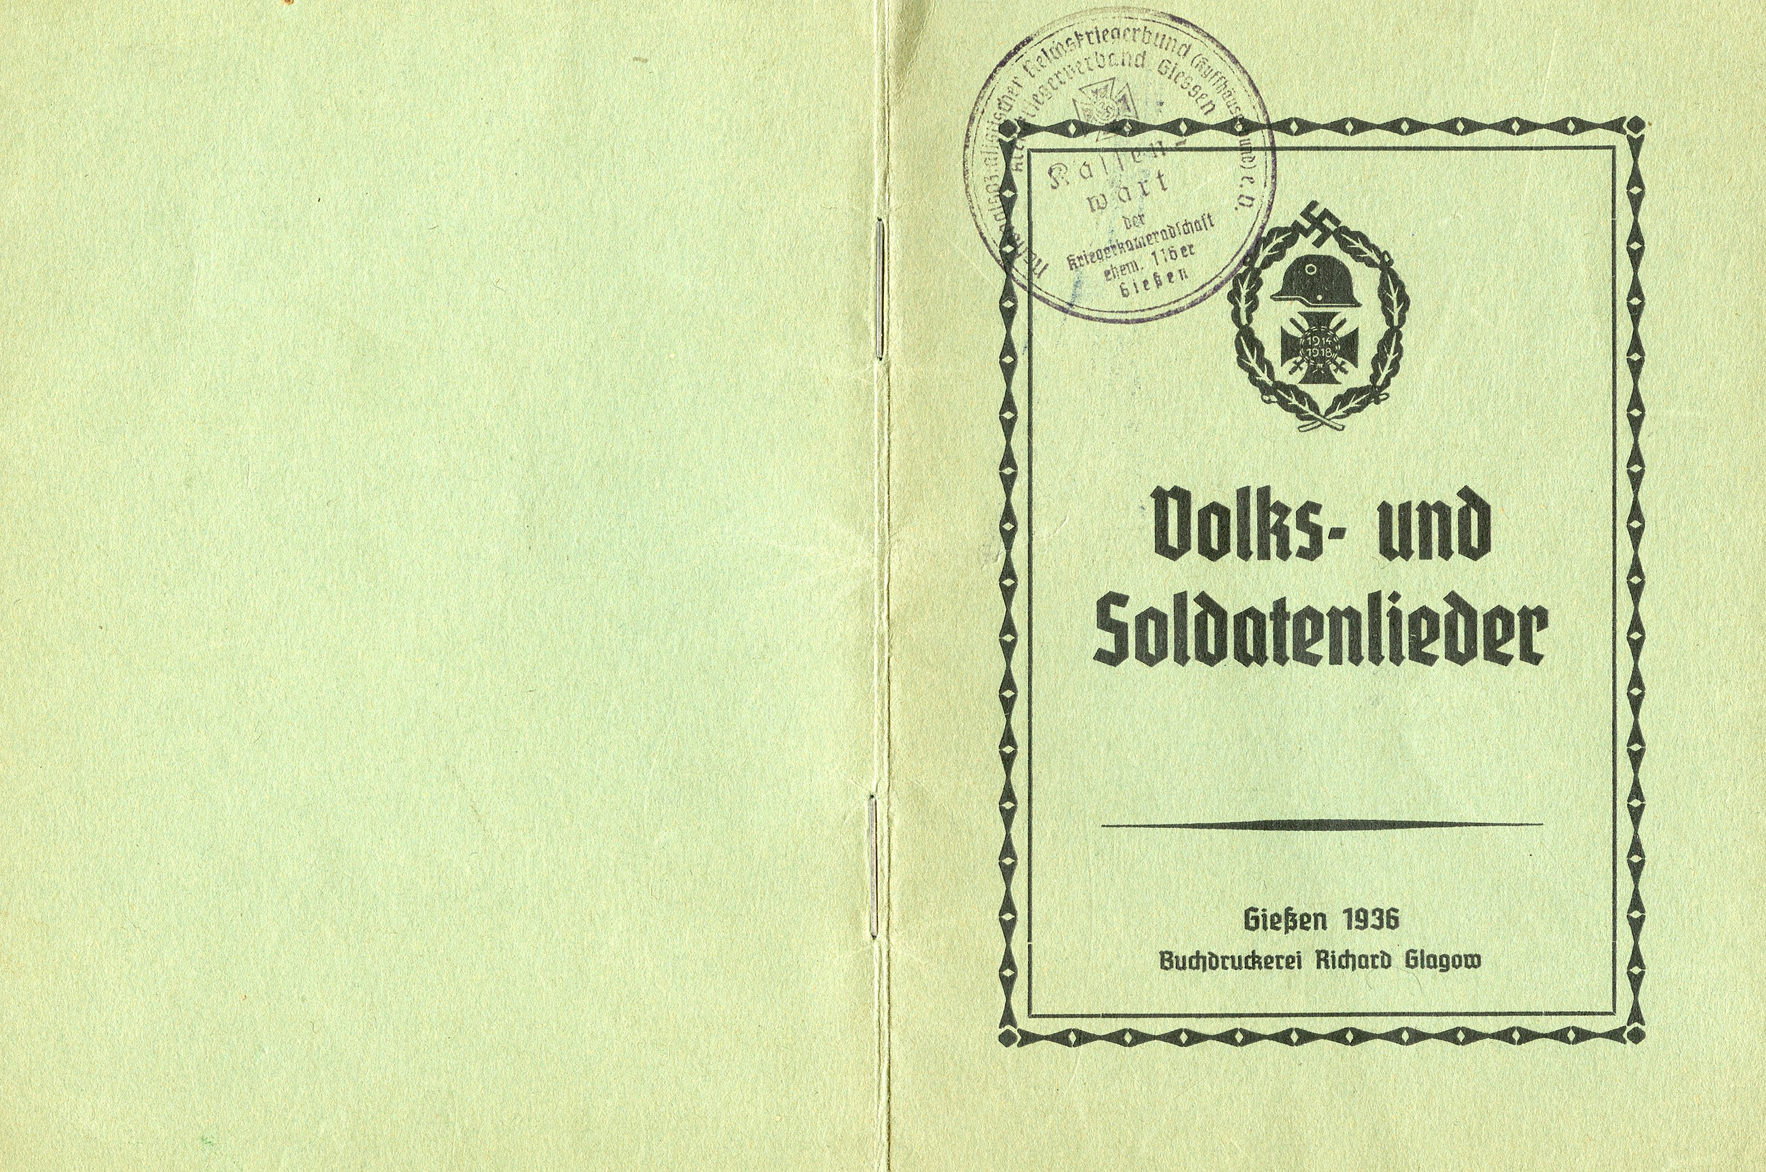 Nationalsozialistischer Reichskriegerbund (Kyffhäuserbund) e.V.
Kreiskriegerverband Giessen
Kassen-
wart
der
Kriegerkameradschaft
ehem. 116er
Gießen
1914
1918
Volks- und
Soldatenlieder
Gießen 1936
Buchdruckerei Richard Glagow